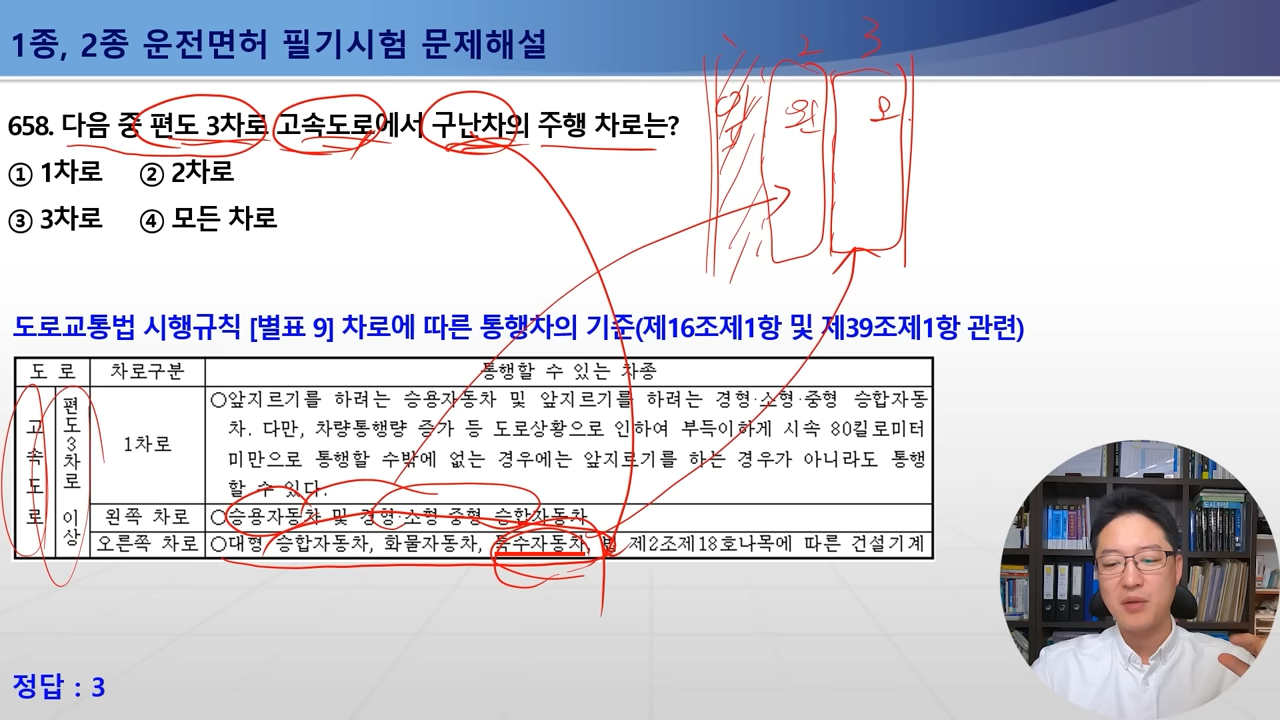 1종, 2종 운전면허 필기시험 문제해설
2 3
658. 다음 중 편도 3차로 고속도로에서 구난차의 주행 차로는?
앞 왼 오
① 1차로 ② 2차로
③ 3차로 ④ 모든 차로
도로교통법 시행규칙 [별표 9] 차로에 따른 통행차의 기준(제16조제1항 및 제39조제1항 관련)
도 로 차로구분 통행할 수 있는 차종
고속도로 편도3차로 이상
1차로 ○앞지르기를 하려는 승용자동차 및 앞지르기를 하려는 경형·소형·중형 승합자동
차. 다만, 차량통행량 증가 등 도로상황으로 인하여 부득이하게 시속 80킬로미터
미만으로 통행할 수밖에 없는 경우에는 앞지르기를 하는 경우가 아니라도 통행
할 수 있다.
왼쪽 차로 ○승용자동차 및 경형·소형·중형 승합자동차
오른쪽 차로 ○대형 승합자동차, 화물자동차, 특수자동차 및 제2조제18호나목에 따른 건설기계
정답 : 3